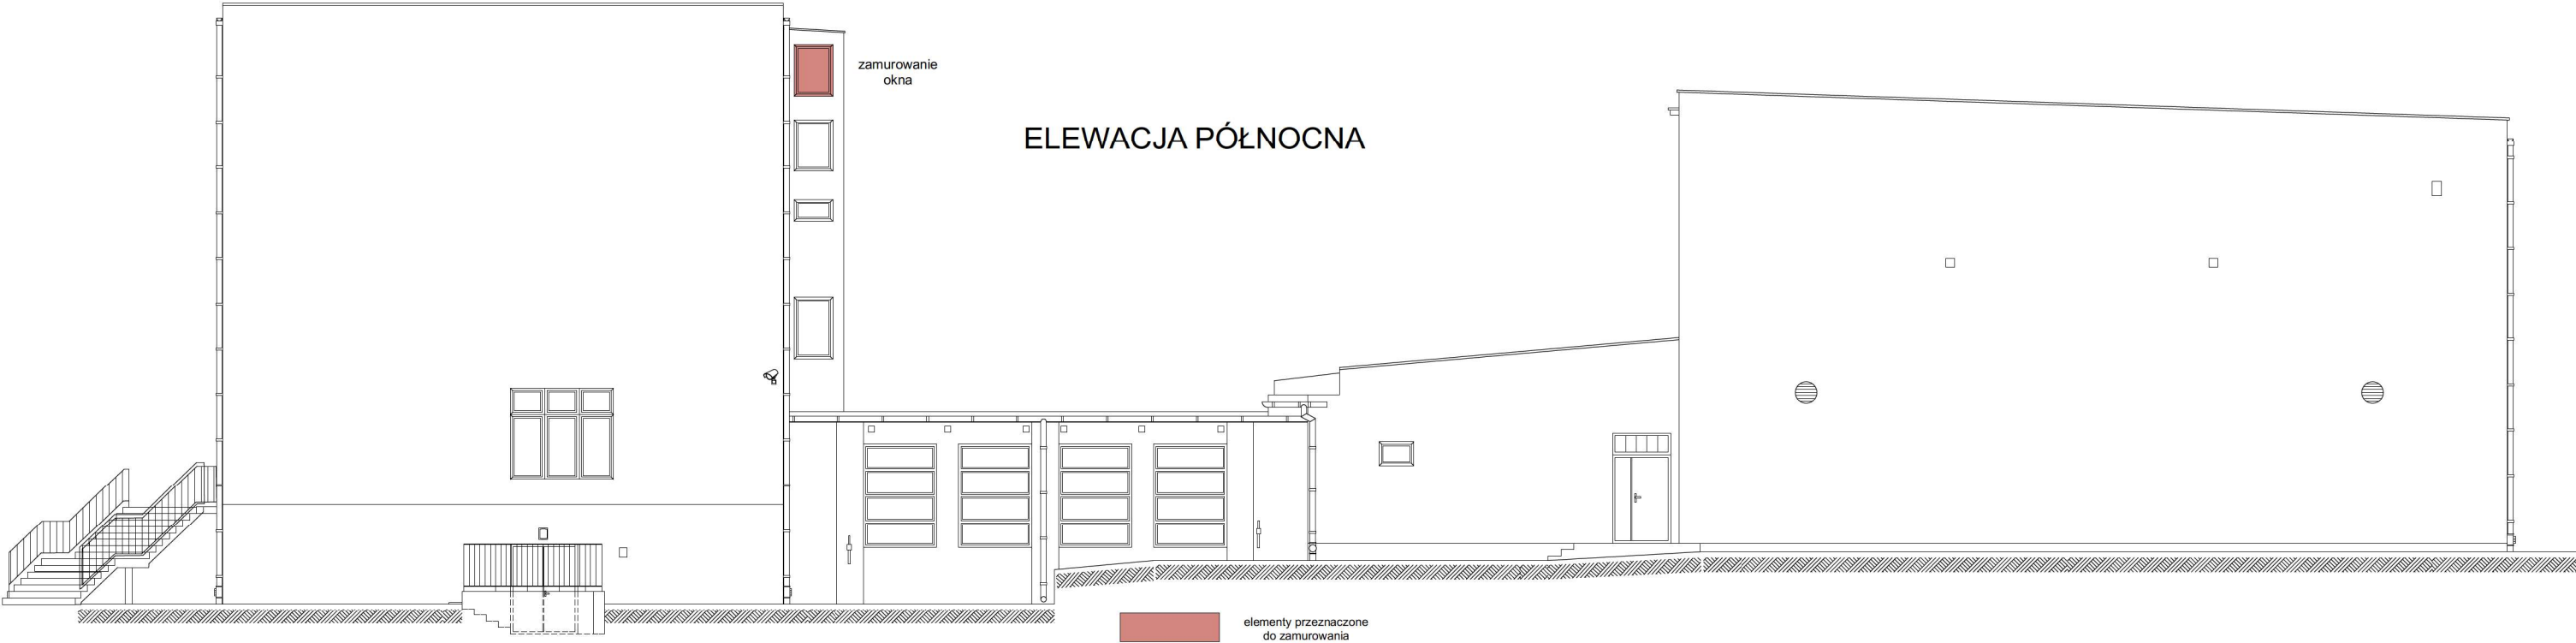 zamurowanie
okna
ELEWACJA PÓŁNOCNA
elementy przeznaczone
do zamurowania